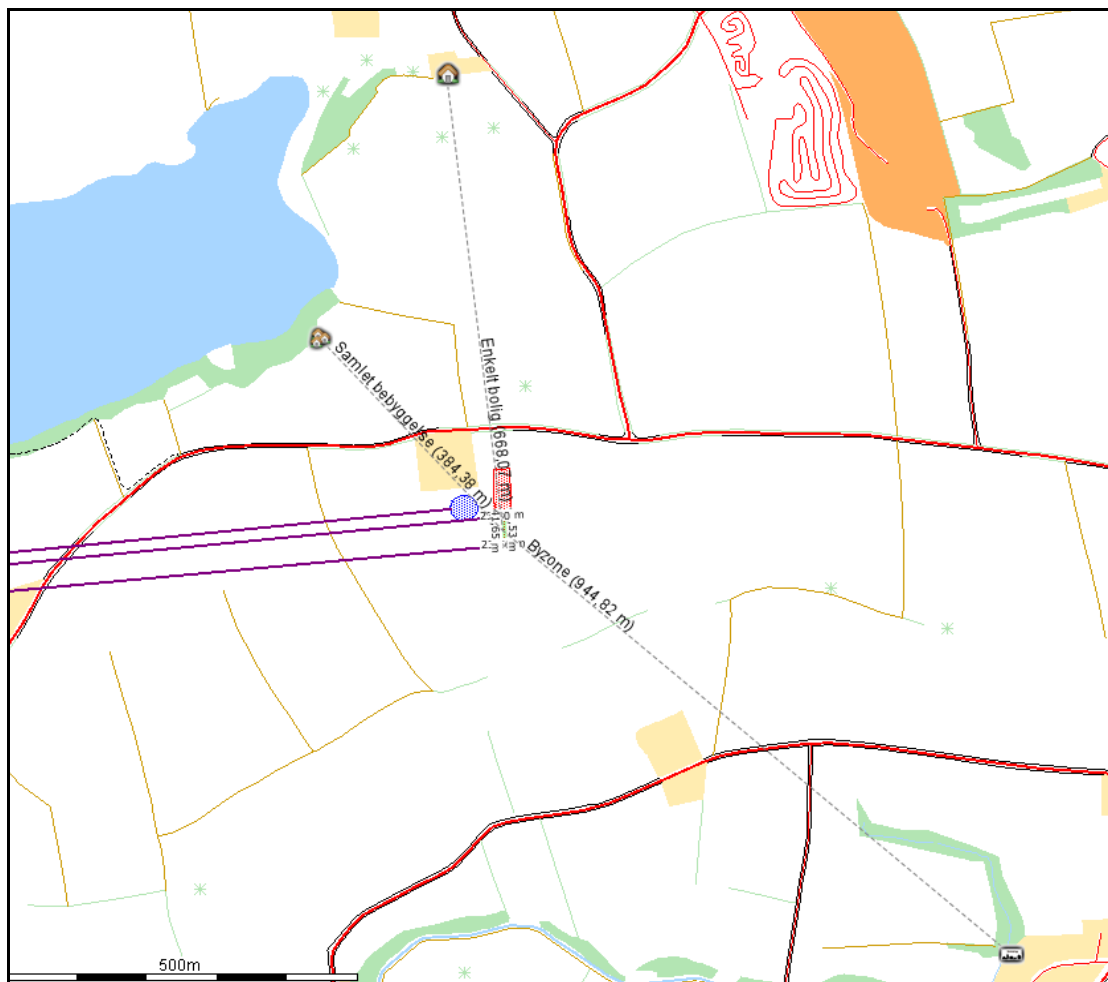 Enkelt bolig (668,07 m)
Samlet bebyggelse (384,38 m)
Byzone (944,82 m)
500m